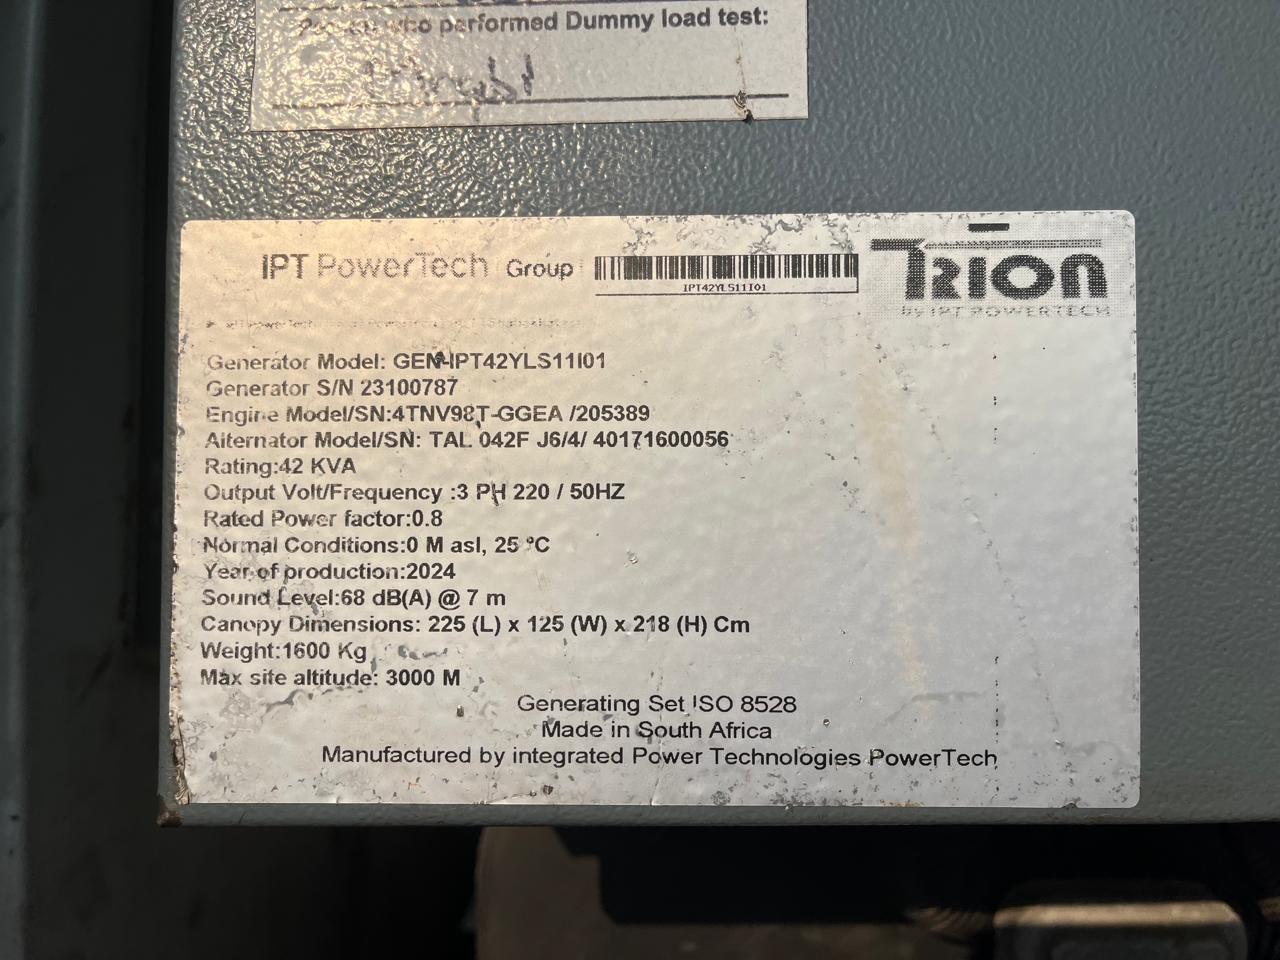 who performed Dummy load test:
IPT PowerTech Group
IPT42YLS11I01
TRION
by IPT POWERTECH
Generator Model: GEN-IPT42YLS11I01
Generator S/N 23100787
Engine Model/SN:4TNV98T-GGEA /205389
Alternator Model/SN: TAL 042F J6/4/ 40171600056
Rating:42 KVA
Output Volt/Frequency :3 PH 220 / 50HZ
Rated Power factor:0.8
Normal Conditions:0 M asl, 25 ºC
Year of production:2024
Sound Level:68 dB(A) @ 7 m
Canopy Dimensions: 225 (L) x 125 (W) x 218 (H) Cm
Weight:1600 Kg
Max site altitude: 3000 M
Generating Set ISO 8528
Made in South Africa
Manufactured by integrated Power Technologies PowerTech